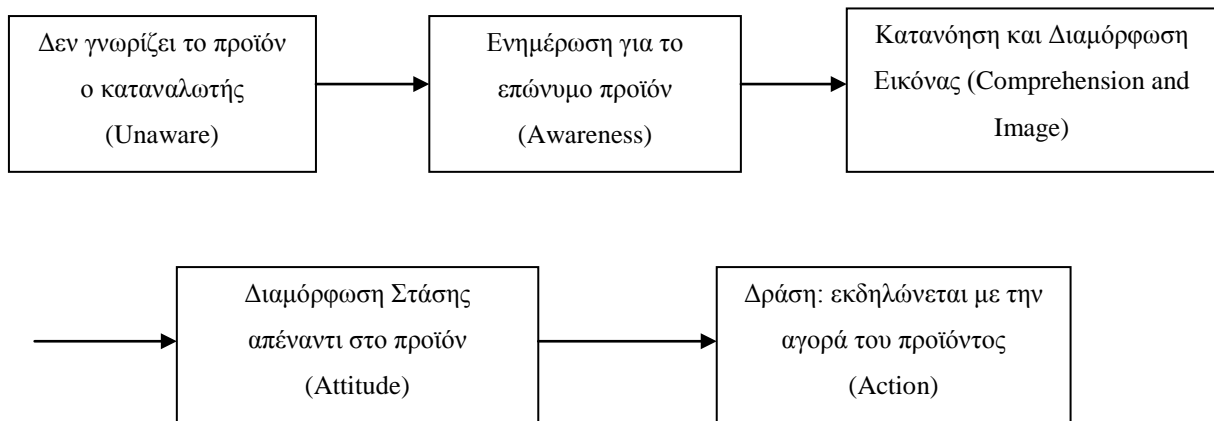 Δεν γνωρίζει το προϊόν
ο καταναλωτής
(Unaware)
Ενημέρωση για το
επώνυμο προϊόν
(Awareness)
Κατανόηση και Διαμόρφωση
Εικόνας (Comprehension and
Image)
Διαμόρφωση Στάσης
απέναντι στο προϊόν
(Attitude)
Δράση: εκδηλώνεται με την
αγορά του προϊόντος
(Action)